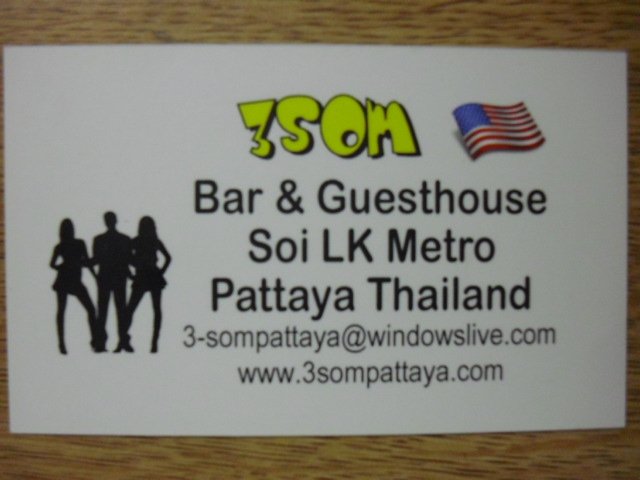 3som
Bar & Guesthouse
Soi LK Metro
Pattaya Thailand
3-sompattaya@windowslive.com
www.3sompattaya.com